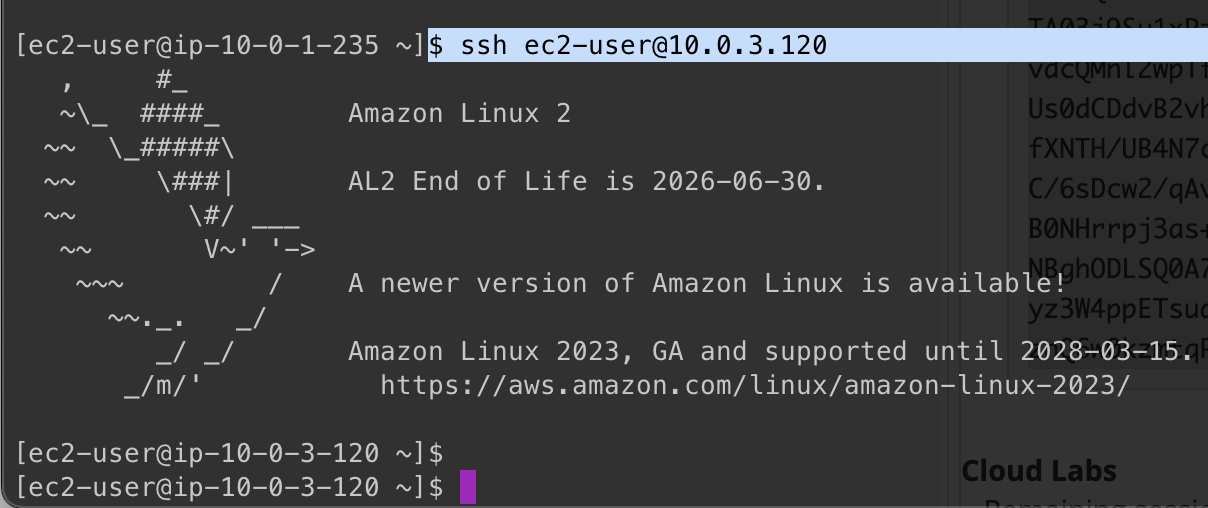 [ec2-user@ip-10-0-1-235 ~]$ ssh ec2-user@10.0.3.120
   ,     #_
   ~\_  ####_        Amazon Linux 2
  ~~  \_#####\
  ~~     \###|       AL2 End of Life is 2026-06-30.
  ~~       \#/ ___
   ~~       V~' '->
    ~~~         /    A newer version of Amazon Linux is available!
      ~~._.   _/
         _/ _/       Amazon Linux 2023, GA and supported until 2028-03-15.
       _/m/'           https://aws.amazon.com/linux/amazon-linux-2023/
[ec2-user@ip-10-0-3-120 ~]$
[ec2-user@ip-10-0-3-120 ~]$
vdcQMnl2wpTf
Us0dCDdvB2vh
fXNTH/UB4N7
C/6sDcw2/qAv
B0NHrrpj3as+
NBghODLSQ0A7
yz3W4ppETsud
Cloud Labs
Remaining